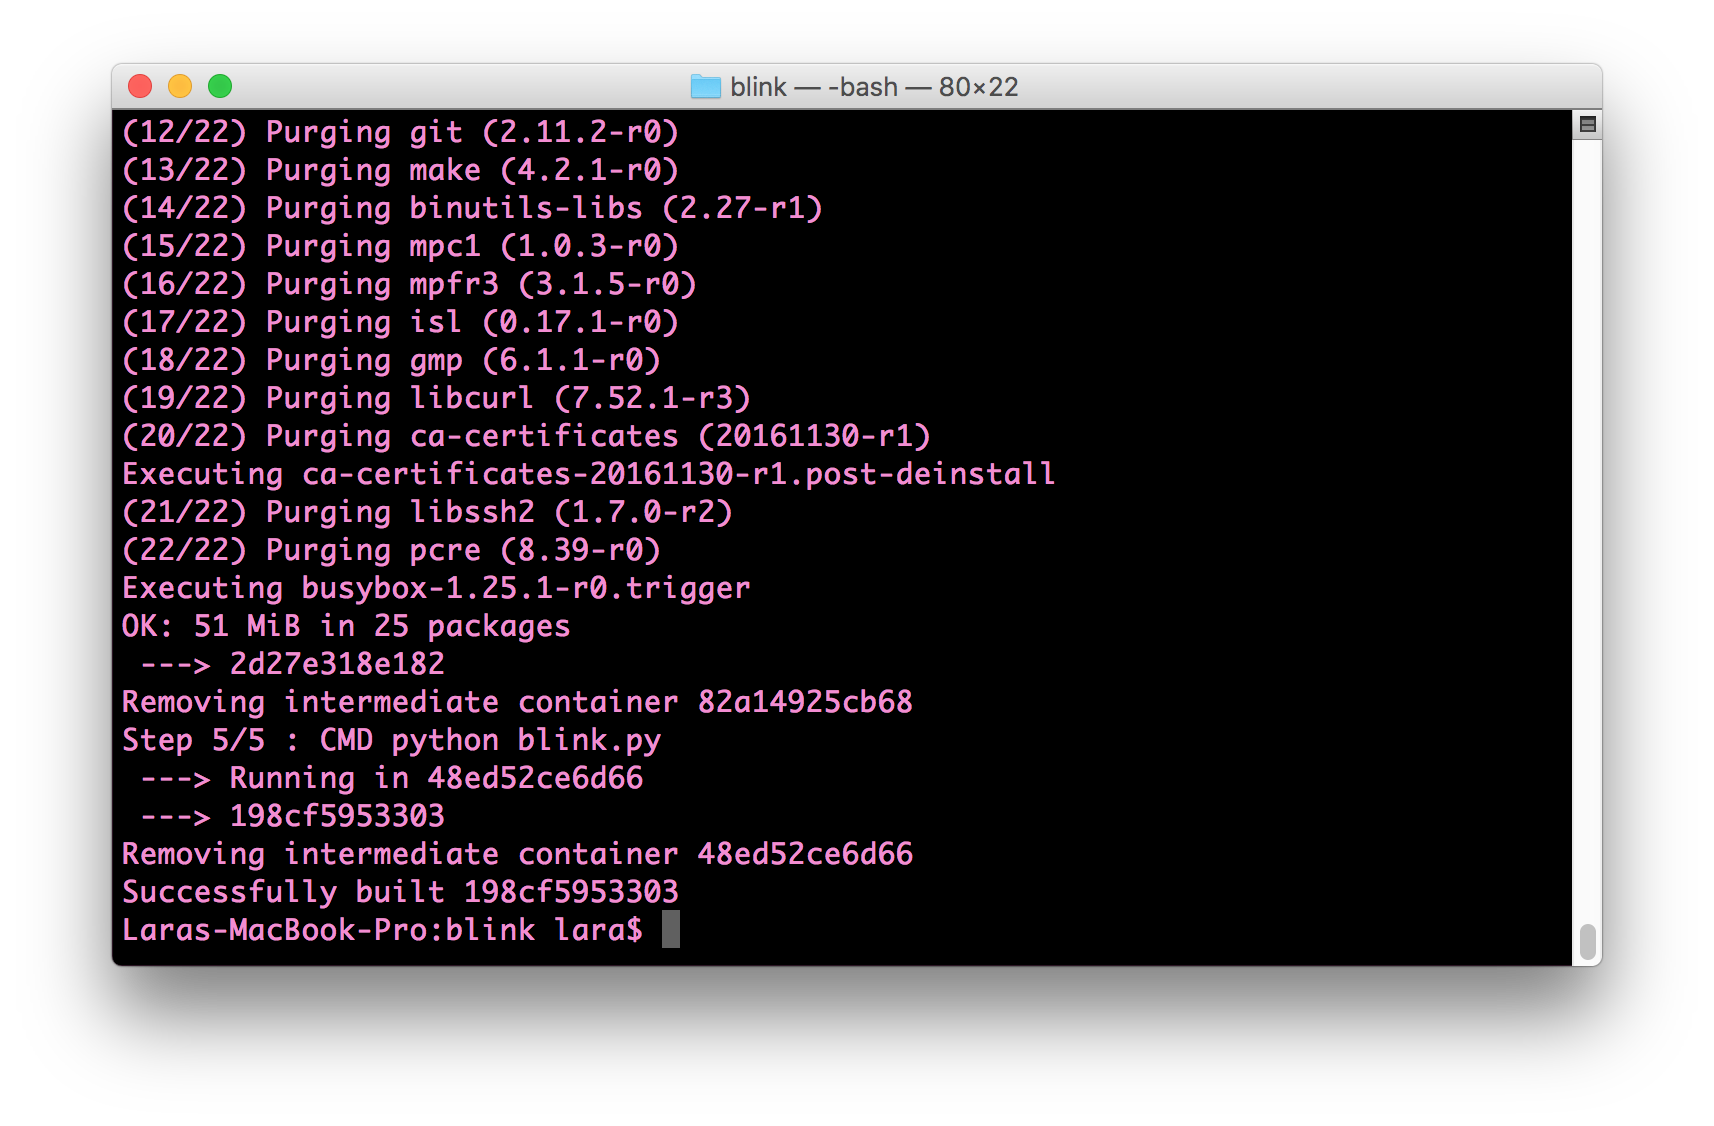 blink — -bash — 80×22
(12/22) Purging git (2.11.2-r0)
(13/22) Purging make (4.2.1-r0)
(14/22) Purging binutils-libs (2.27-r1)
(15/22) Purging mpc1 (1.0.3-r0)
(16/22) Purging mpfr3 (3.1.5-r0)
(17/22) Purging isl (0.17.1-r0)
(18/22) Purging gmp (6.1.1-r0)
(19/22) Purging libcurl (7.52.1-r3)
(20/22) Purging ca-certificates (20161130-r1)
Executing ca-certificates-20161130-r1.post-deinstall
(21/22) Purging libssh2 (1.7.0-r2)
(22/22) Purging pcre (8.39-r0)
Executing busybox-1.25.1-r0.trigger
OK: 51 MiB in 25 packages
 ---> 2d27e318e182
Removing intermediate container 82a14925cb68
Step 5/5 : CMD python blink.py
 ---> Running in 48ed52ce6d66
 ---> 198cf5953303
Removing intermediate container 48ed52ce6d66
Successfully built 198cf5953303
Laras-MacBook-Pro:blink lara$